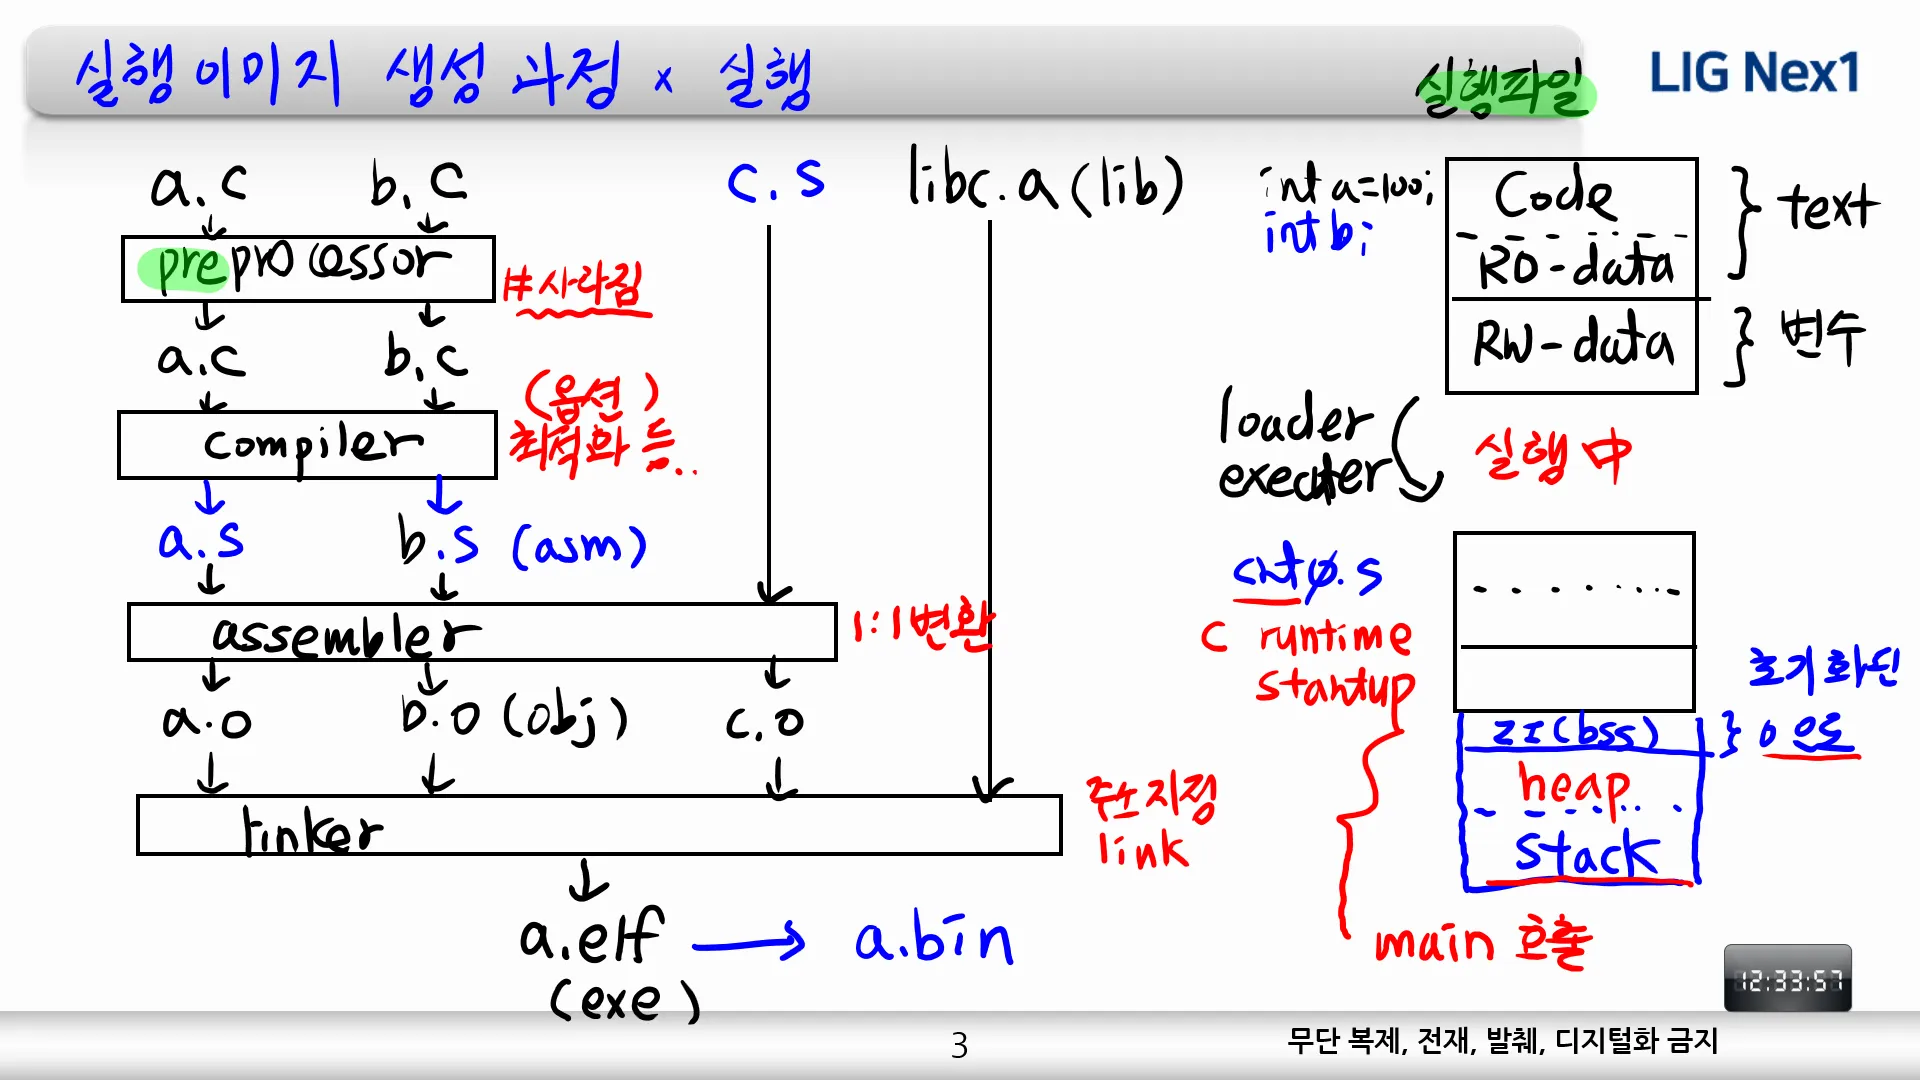 실행 이미지 생성 과정 × 실행
실행파일
LIG Nex1
a.c b.c c.s libc.a (lib)
preprocessor
#사라짐
a.c b.c
compiler
(옵션)
최적화 등..
a.s b.s (asm)
assembler
1:1변환
a.o b.o (obj) c.o
linker
주소지정
link
a.elf → a.bin
(exe)
int a=100;
int b;
Code
RO-data
text
RW-data
변수
loader
executer
실행 中
crt0.s
C runtime
startup
초기화된
ZI (bss)
0 으로
heap
stack
main 호출
12:33:57
3
무단 복제, 전재, 발췌, 디지털화 금지